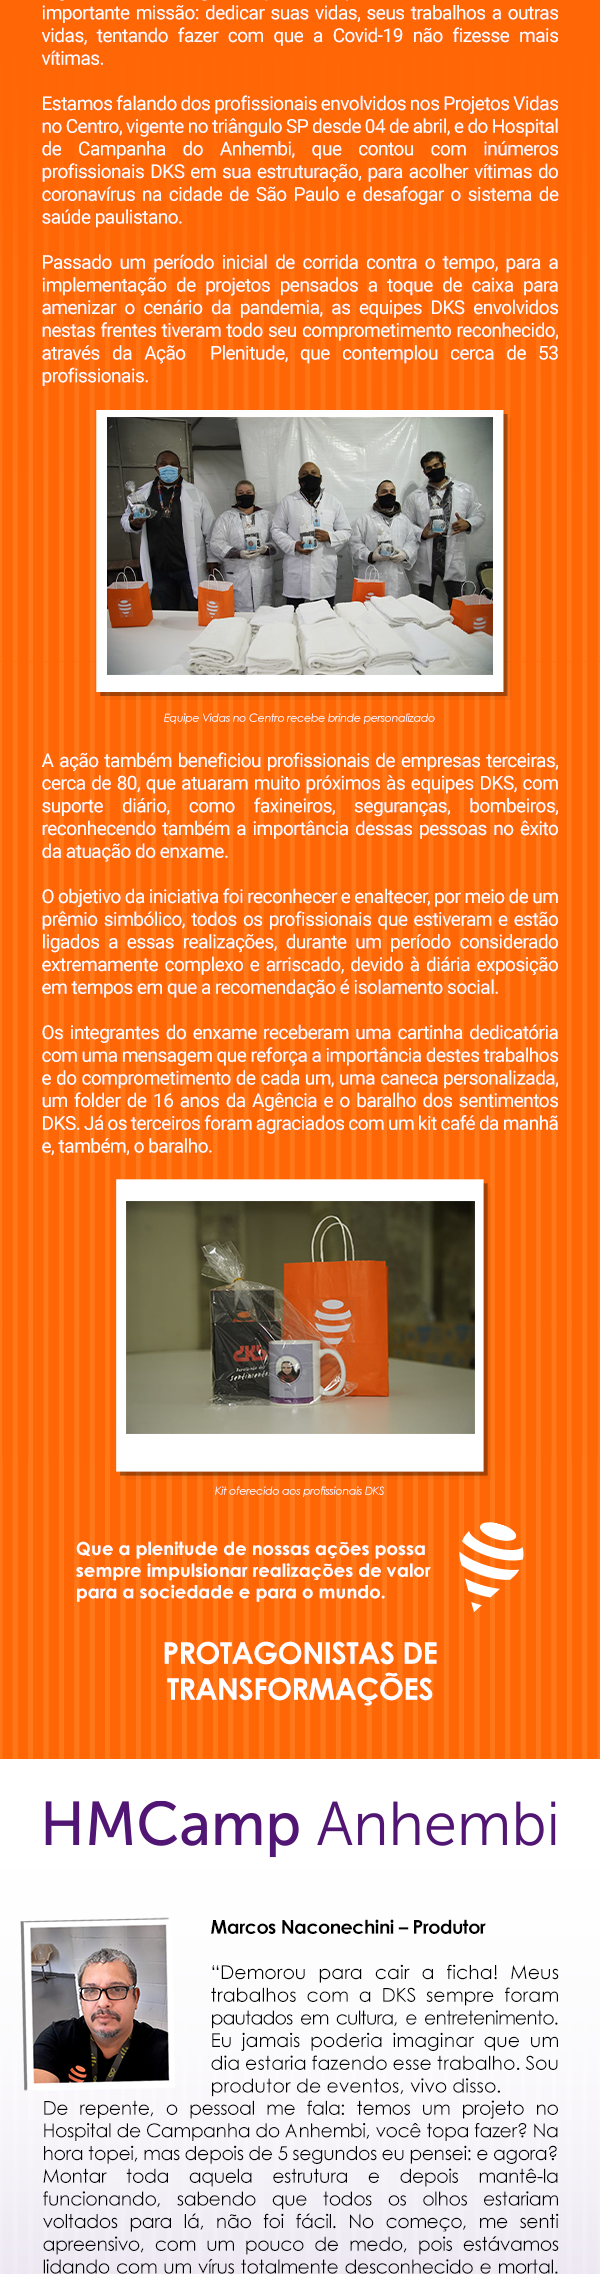 importante missão: dedicar suas vidas, seus trabalhos a outras
vidas, tentando fazer com que a Covid-19 não fizesse mais
vítimas.
Estamos falando dos profissionais envolvidos nos Projetos Vidas
no Centro, vigente no triângulo SP desde 04 de abril, e do Hospital
de Campanha do Anhembi, que contou com inúmeros
profissionais DKS em sua estruturação, para acolher vítimas do
coronavírus na cidade de São Paulo e desafogar o sistema de
saúde paulistano.
Passado um período inicial de corrida contra o tempo, para a
implementação de projetos pensados a toque de caixa para
amenizar o cenário da pandemia, as equipes DKS envolvidos
nestas frentes tiveram todo seu comprometimento reconhecido,
através da Ação Plenitude, que contemplou cerca de 53
profissionais.
Equipe Vidas no Centro recebe brinde personalizado
A ação também beneficiou profissionais de empresas terceiras,
cerca de 80, que atuaram muito próximos às equipes DKS, com
suporte diário, como faxineiros, seguranças, bombeiros,
reconhecendo também a importância dessas pessoas no êxito
da atuação do enxame.
O objetivo da iniciativa foi reconhecer e enaltecer, por meio de um
prêmio simbólico, todos os profissionais que estiveram e estão
ligados a essas realizações, durante um período considerado
extremamente complexo e arriscado, devido à diária exposição
em tempos em que a recomendação é isolamento social.
Os integrantes do enxame receberam uma cartinha dedicatória
com uma mensagem que reforça a importância destes trabalhos
e do comprometimento de cada um, uma caneca personalizada,
um folder de 16 anos da Agência e o baralho dos sentimentos
DKS. Já os terceiros foram agraciados com um kit café da manhã
e, também, o baralho.
DKS
sentimentos
Kit oferecido aos profissionais DKS
Que a plenitude de nossas ações possa
sempre impulsionar realizações de valor
para a sociedade e para o mundo.
PROTAGONISTAS DE
TRANSFORMAÇÕES
HMCamp Anhembi
Marcos Naconechini – Produtor
“Demorou para cair a ficha! Meus
trabalhos com a DKS sempre foram
pautados em cultura, e entretenimento.
Eu jamais poderia imaginar que um
dia estaria fazendo esse trabalho. Sou
produtor de eventos, vivo disso.
De repente, o pessoal me fala: temos um projeto no
Hospital de Campanha do Anhembi, você topa fazer? Na
hora topei, mas depois de 5 segundos eu pensei: e agora?
Montar toda aquela estrutura e depois mantê-la
funcionando, sabendo que todos os olhos estariam
voltados para lá, não foi fácil. No começo, me senti
apreensivo, com um pouco de medo, pois estávamos
lidando com um vírus totalmente desconhecido e mortal.